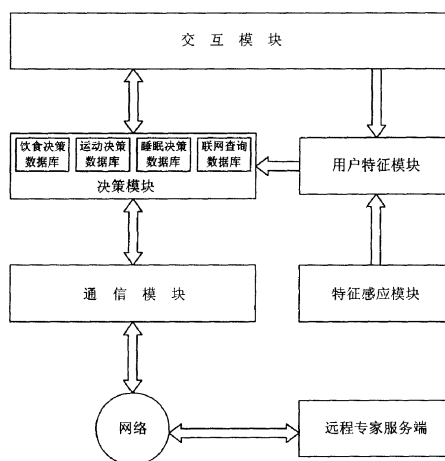 交互模块
饮食决策 运动决策 睡眠决策 联网查询
数据库 数据库 数据库 数据库
决策模块
用户特征模块
通信模块
特征感应模块
网络
远程专家服务端